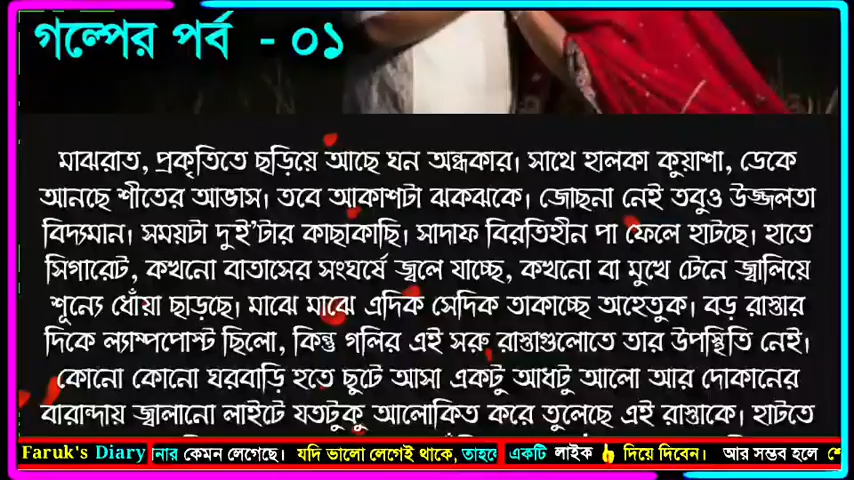 গল্পের পর্ব - ০১
মাঝরাত, প্রকৃতিতে ছড়িয়ে আছে ঘন অন্ধকার। সাথে হালকা কুয়াশা, ডেকে
আনছে শীতের আভাস। তবে আকাশটা ঝকঝকে। জোছনা নেই তবুও উজ্জলতা
বিদ্যমান। সময়টা দু'ই'টার কাছাকাছি। সাদাফ বিরতিহীন পা ফেলে হাটছে। হাতে
সিগারেট, কখনো বাতাসের সংঘর্ষে জ্বলে যাচ্ছে, কখনো বা মুখে টেনে জ্বালিয়ে
শূন্যে ধোঁয়া ছাড়ছে। মাঝে মাঝে এদিক সেদিক তাকাচ্ছে অহেতুক। বড় রাস্তার
দিকে ল্যাম্পপোস্ট ছিলো, কিন্তু গলির এই সরু রাস্তাগুলোতে তার উপস্থিতি নেই।
কোনো কোনো ঘরবাড়ি হতে ছুটে আসা একটু আধটু আলো আর দোকানের
বারান্দায় জ্বালানো লাইটে যতটুকু আলোকিত করে তুলেছে এই রাস্তাকে। হাটতে
Faruk's Diary নার কেমন লেগেছে। যদি ভালো লেগেই থাকে, তাহলে একটি লাইক 👍 দিয়ে দিবেন। আর সম্ভব হলে